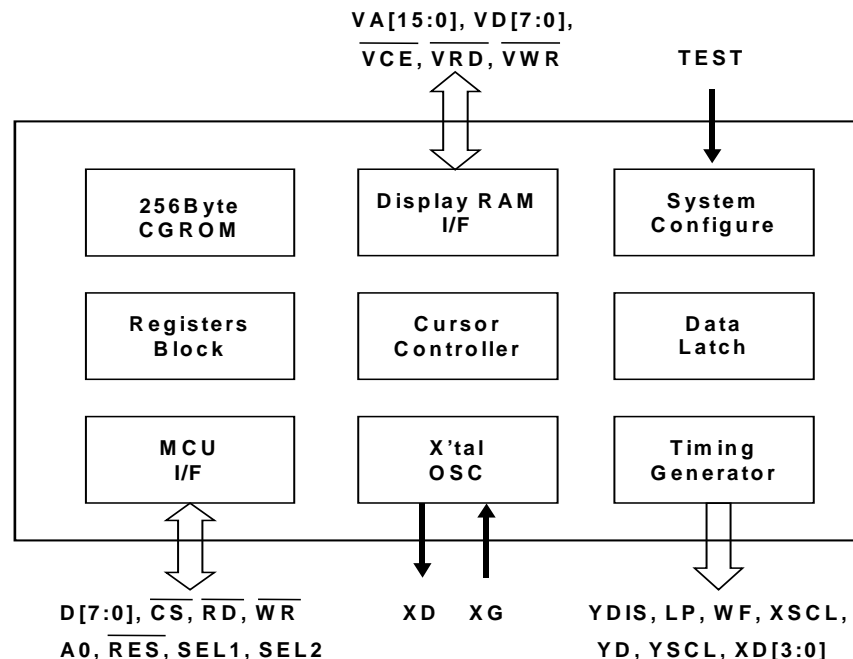 VA[15:0], VD[7:0],
VCE, VRD, VWR
TEST
256Byte
CGROM
Display RAM
I/F
System
Configure
Registers
Block
Cursor
Controller
Data
Latch
MCU
I/F
X'tal
OSC
Timing
Generator
D[7:0], CS, RD, WR
A0, RES, SEL1, SEL2
XD
XG
YDIS, LP, WF, XSCL,
YD, YSCL, XD[3:0]